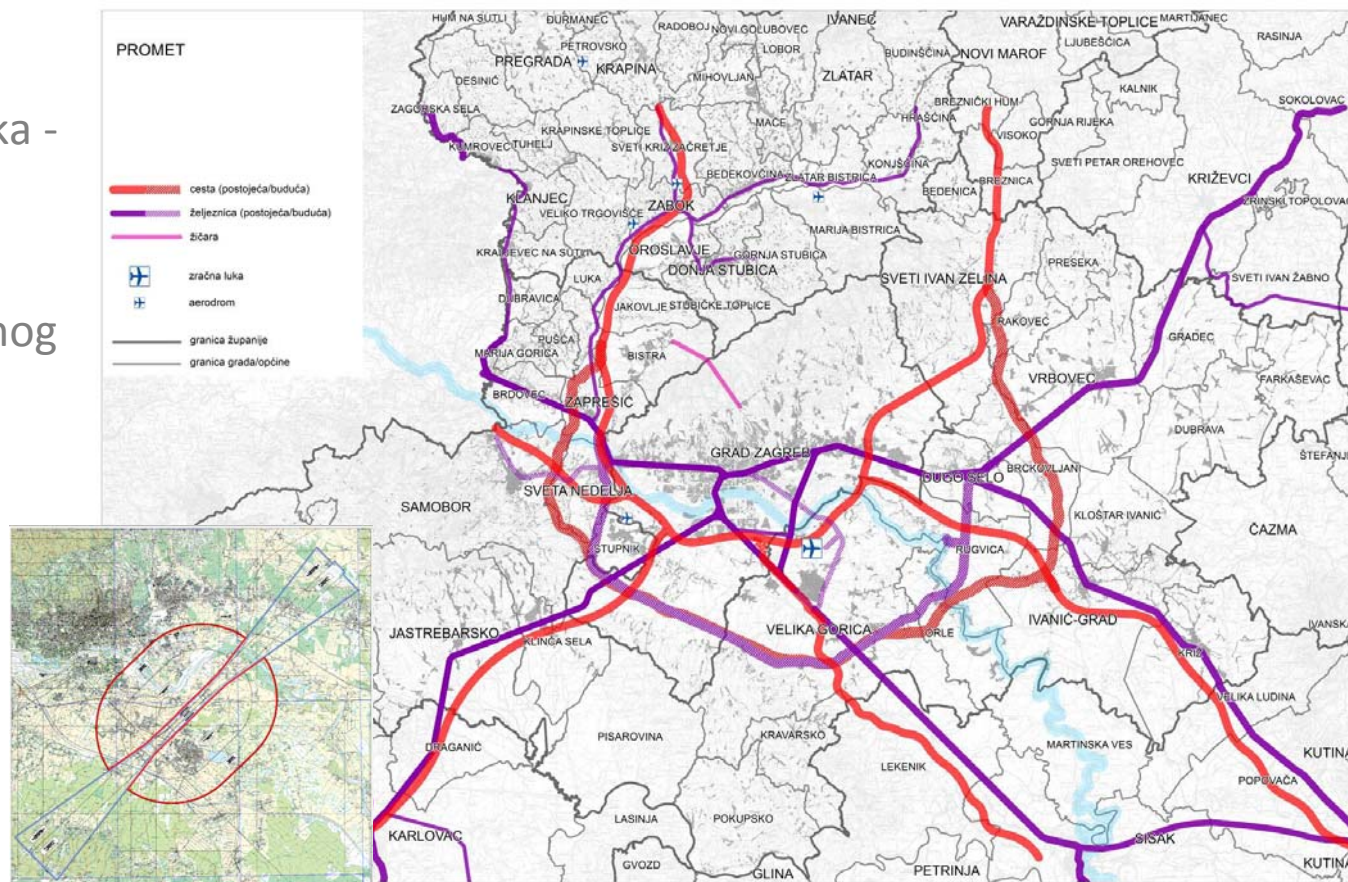 ka -
nog
PROMET
cesta (postojeća/buduća)
željeznica (postojeća/buduća)
žičara
zračna luka
aerodrom
granica županije
granica grada/općine
HUM NA SUTLI
ĐURMANEC
RADOBOJ
NOVI GOLUBOVEC
IVANEC
VARAŽDINSKE TOPLICE
MARTIJANEC
RASINJA
PETROVSKO
LOBOR
BUDINŠČINA
NOVI MAROF
LJUBEŠĆICA
PREGRADA
KRAPINA
DESINIĆ
MIHOVLJAN
ZLATAR
KALNIK
ZAGORSKA SELA
BREZNIČKI HUM
SOKOLOVAC
HRAŠĆINA
MAČE
VISOKO
GORNJA RIJEKA
KRAPINSKE TOPLICE
KUMROVEC
TUHELJ
SVETI KRIŽ ZAČRETJE
KONJŠČINA
SVETI PETAR OREHOVEC
BEDEKOVČINA
ZLATAR BISTRICA
BREZNICA
KRIŽEVCI
KLANJEC
BEDENICA
ZRINSKI TOPOLOVAC
ZABOK
VELIKO TRGOVIŠĆE
MARIJA BISTRICA
KRALJEVEC NA SUTLI
OROSLAVJE
GORNJA STUBICA
PRESEKA
DONJA STUBICA
SVETI IVAN ZELINA
SVETI IVAN ŽABNO
LUKA
DUBRAVICA
JAKOVLJE
STUBIČKE TOPLICE
RAKOVEC
GRADEC
PUŠĆA
MARIJA GORICA
BISTRA
VRBOVEC
FARKAŠEVAC
BRDOVEC
ZAPREŠIĆ
DUBRAVA
GRAD ZAGREB
ŠTEFANJE
BRCKOVLJANI
DUGO SELO
SVETA NEDELJA
SAMOBOR
KLOŠTAR IVANIĆ
ČAZMA
STUPNIK
RUGVICA
IVANIĆ-GRAD
IVANSKA
JASTREBARSKO
VELIKA GORICA
ORLE
KLINČA SELA
KRIŽ
VELIKA LUDINA
PISAROVINA
KRAVARSKO
MARTINSKA VES
DRAGANIĆ
LEKENIK
KUTINA
POPOVAČA
LASINJA
POKUPSKO
KARLOVAC
SISAK
GVOZD
GLINA
PETRINJA
KUTINA